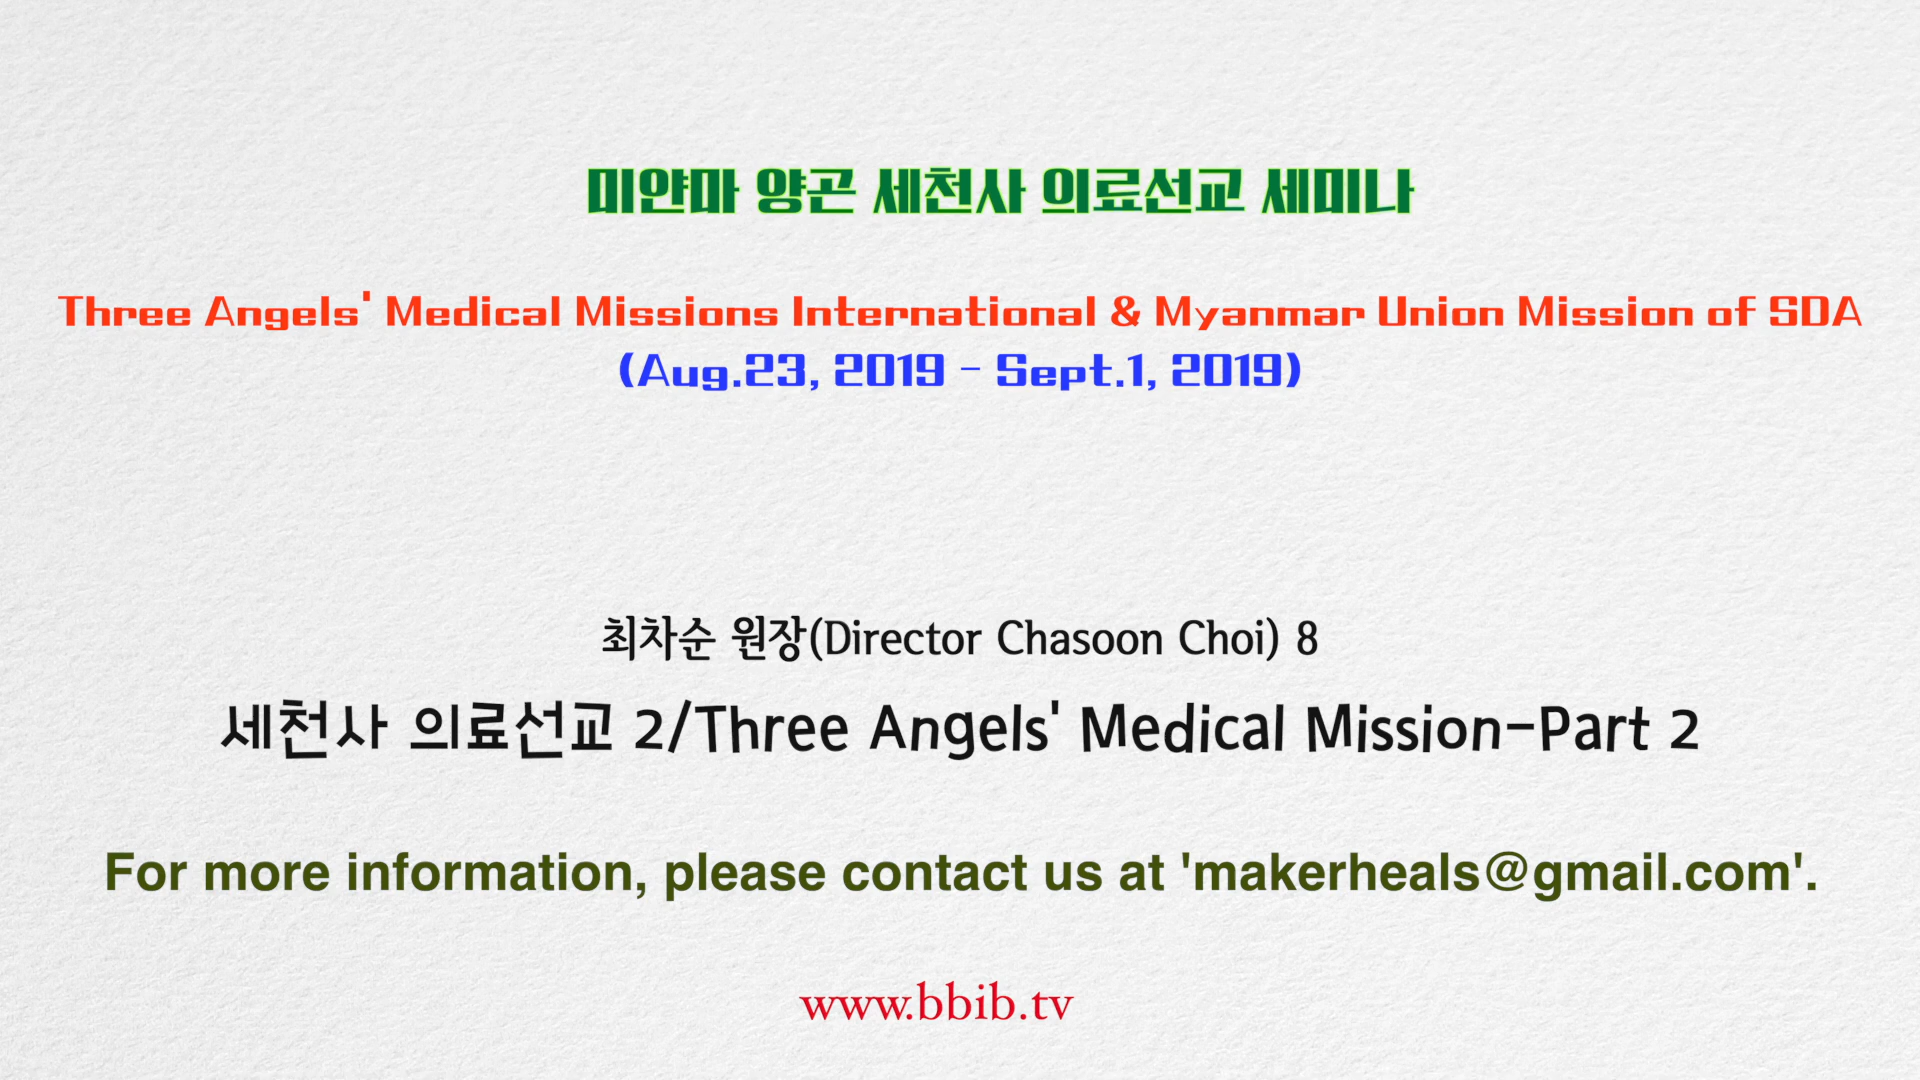 미얀마 양곤 세천사 의료선교 세미나
Three Angels' Medical Missions International & Myanmar Union Mission of SDA
(Aug.23, 2019 - Sept.1, 2019)
최차순 원장(Director Chasoon Choi) 8
세천사 의료선교 2/Three Angels' Medical Mission-Part 2
For more information, please contact us at 'makerheals@gmail.com'.
www.bbib.tv